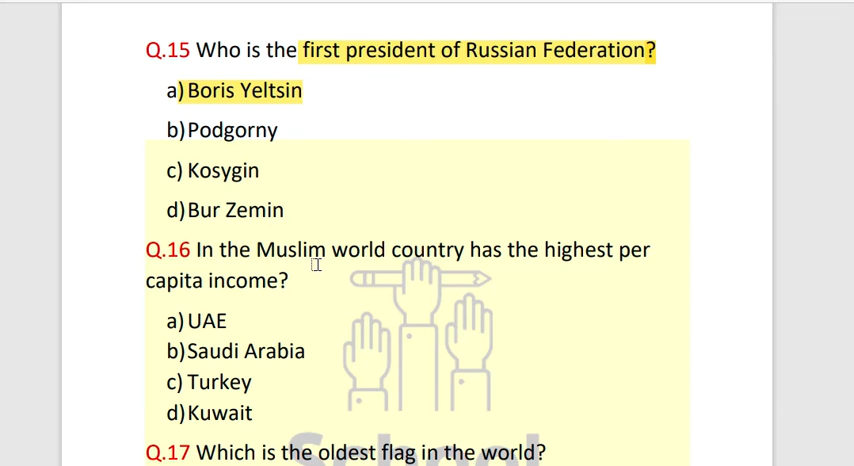 Q.15 Who is the first president of Russian Federation?
a) Boris Yeltsin
b) Podgorny
c) Kosygin
d) Bur Zemin
Q.16 In the Muslim world country has the highest per
capita income?
a) UAE
b) Saudi Arabia
c) Turkey
d) Kuwait
School
Q.17 Which is the oldest flag in the world?